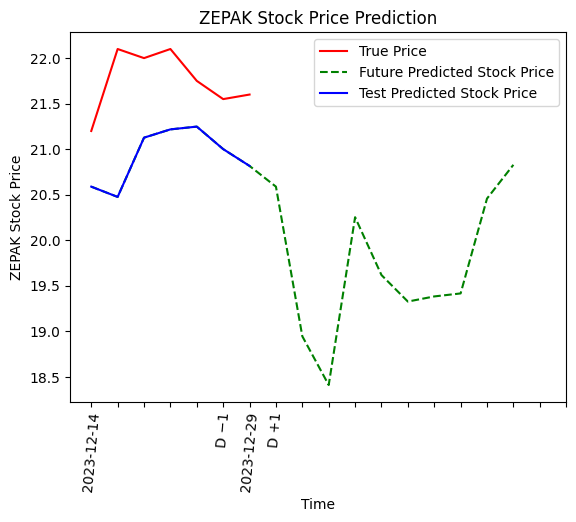 ZEPAK Stock Price Prediction
True Price
Future Predicted Stock Price
Test Predicted Stock Price
ZEPAK Stock Price
22.0
21.5
21.0
20.5
20.0
19.5
19.0
18.5
2023-12-14
D −1
2023-12-29
D +1
Time